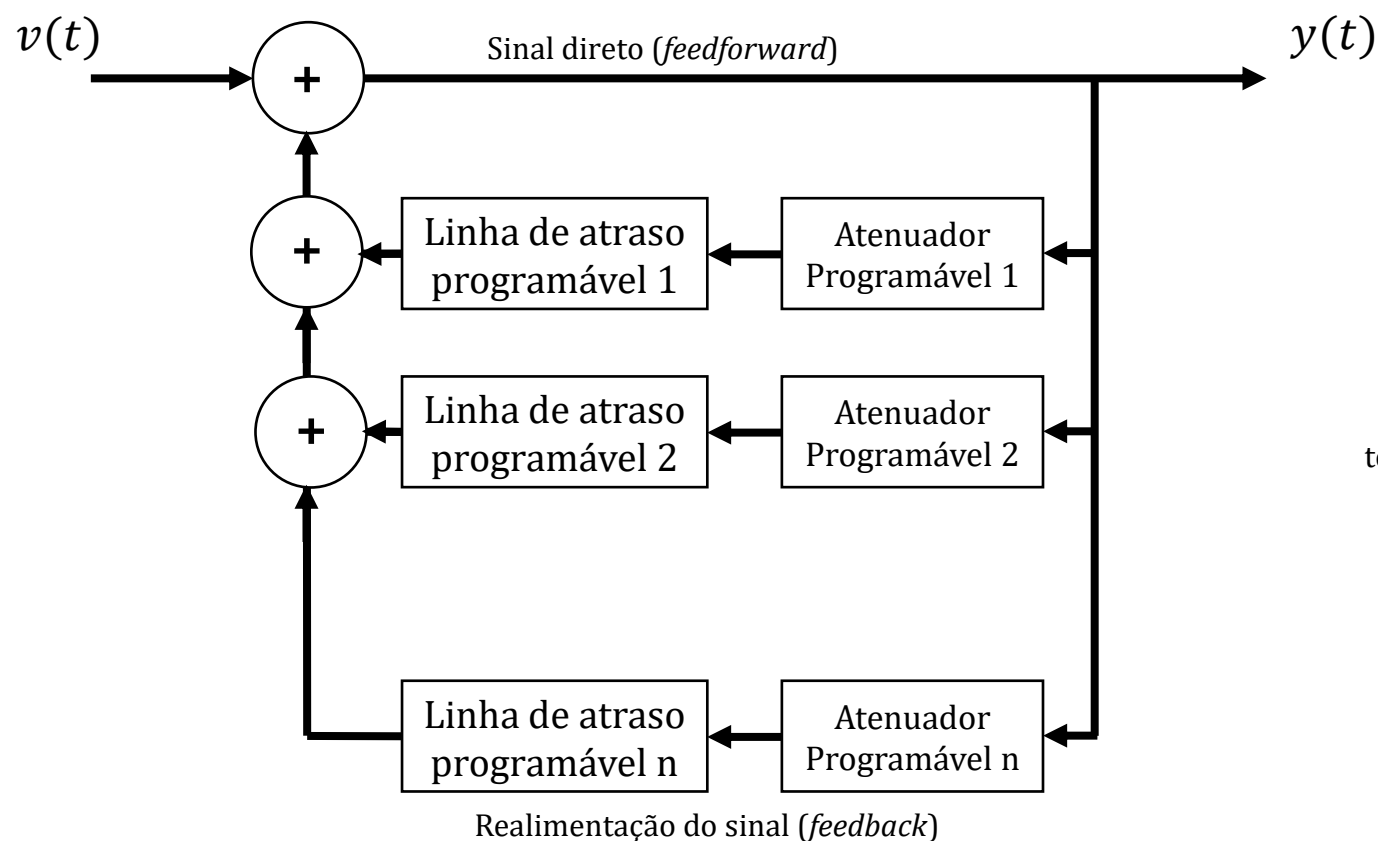 v(t)
Sinal direto (feedforward)
y(t)
+
+
Linha de atraso
programável 1
Atenuador
Programável 1
+
Linha de atraso
programável 2
Atenuador
Programável 2
Linha de atraso
programável n
Atenuador
Programável n
Realimentação do sinal (feedback)